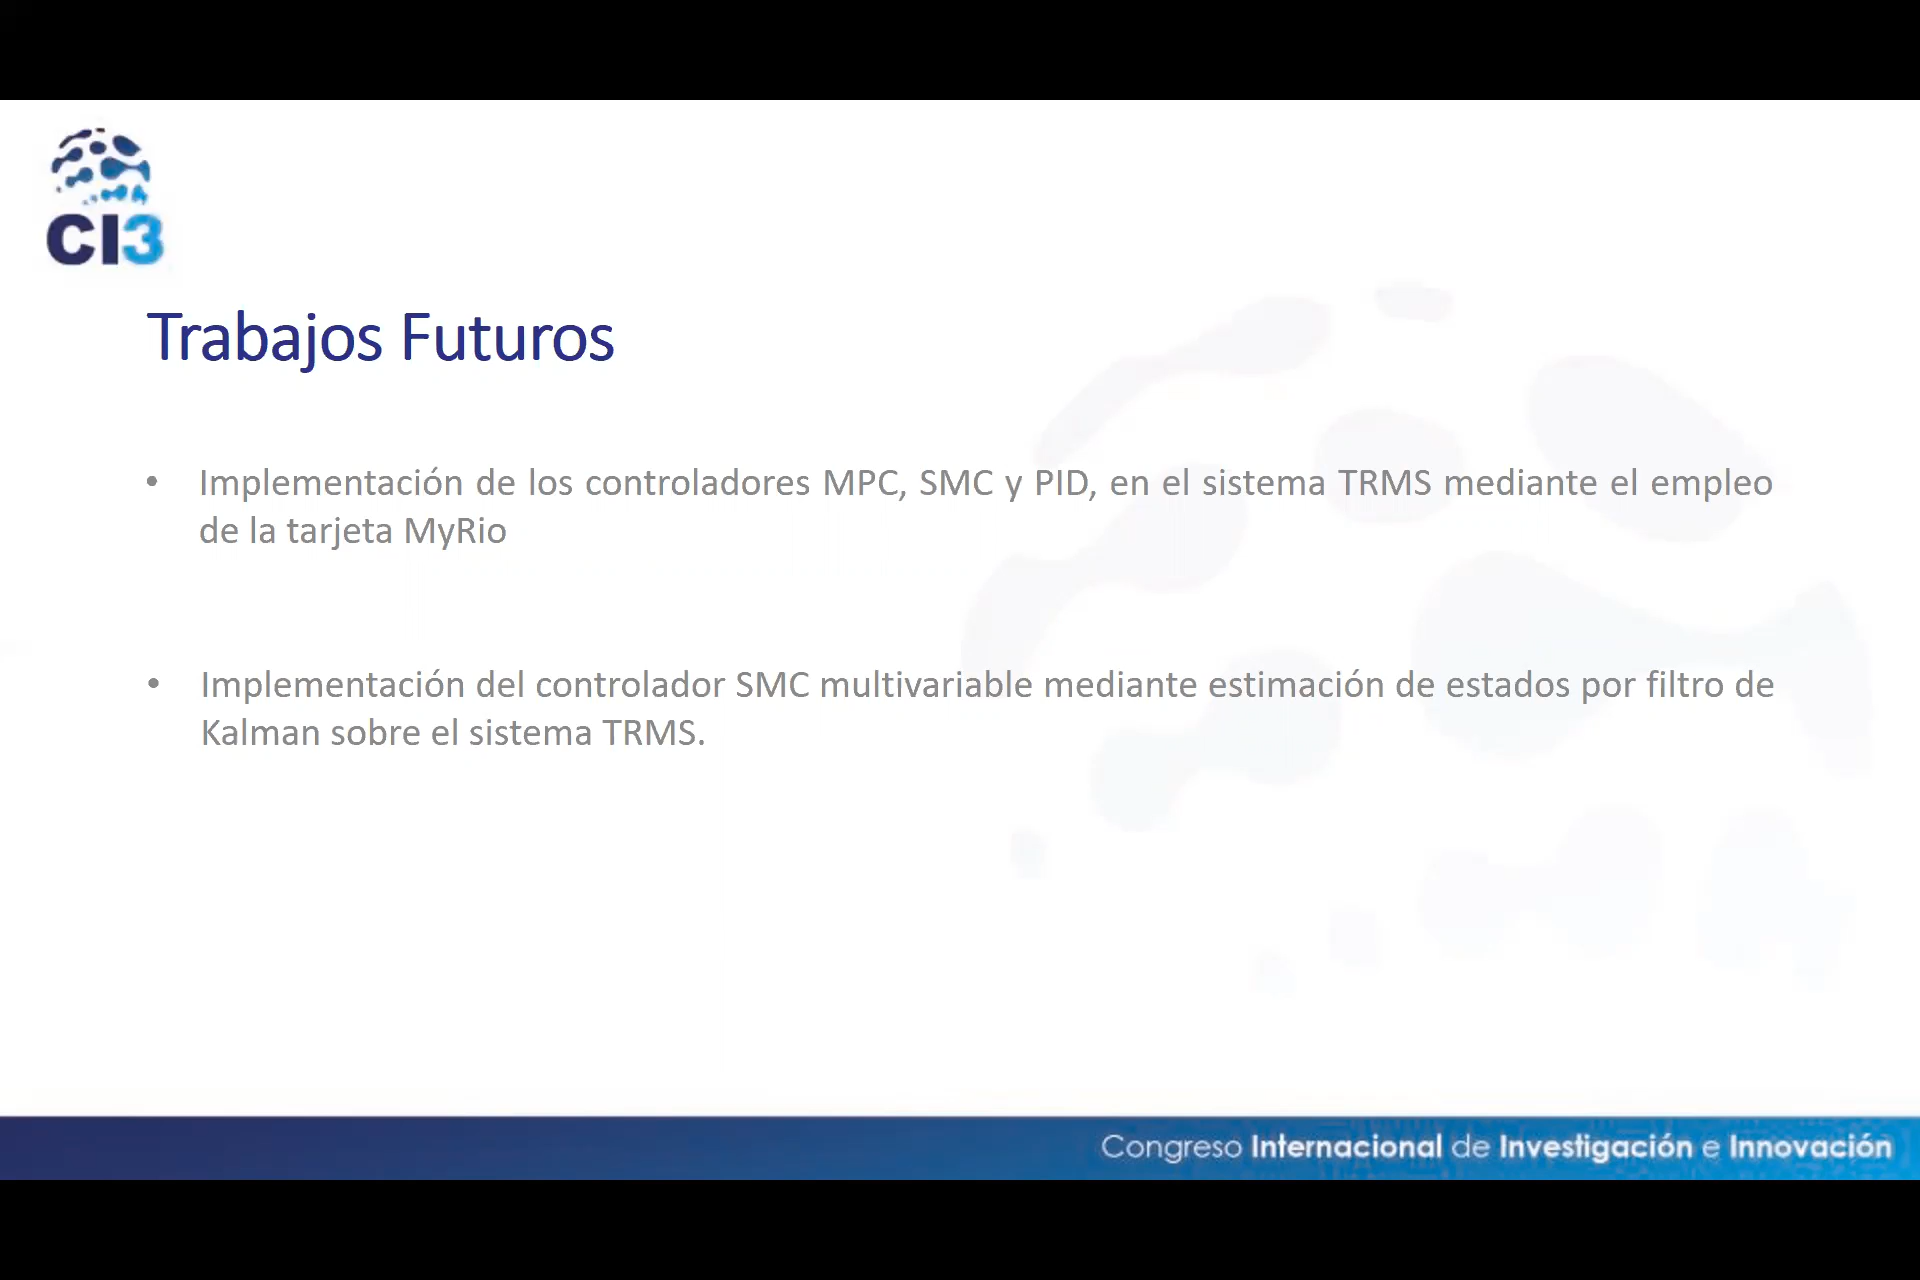 CI3
Trabajos Futuros
• Implementación de los controladores MPC, SMC y PID, en el sistema TRMS mediante el empleo
de la tarjeta MyRio
• Implementación del controlador SMC multivariable mediante estimación de estados por filtro de
Kalman sobre el sistema TRMS.
Congreso Internacional de Investigación e Innovación